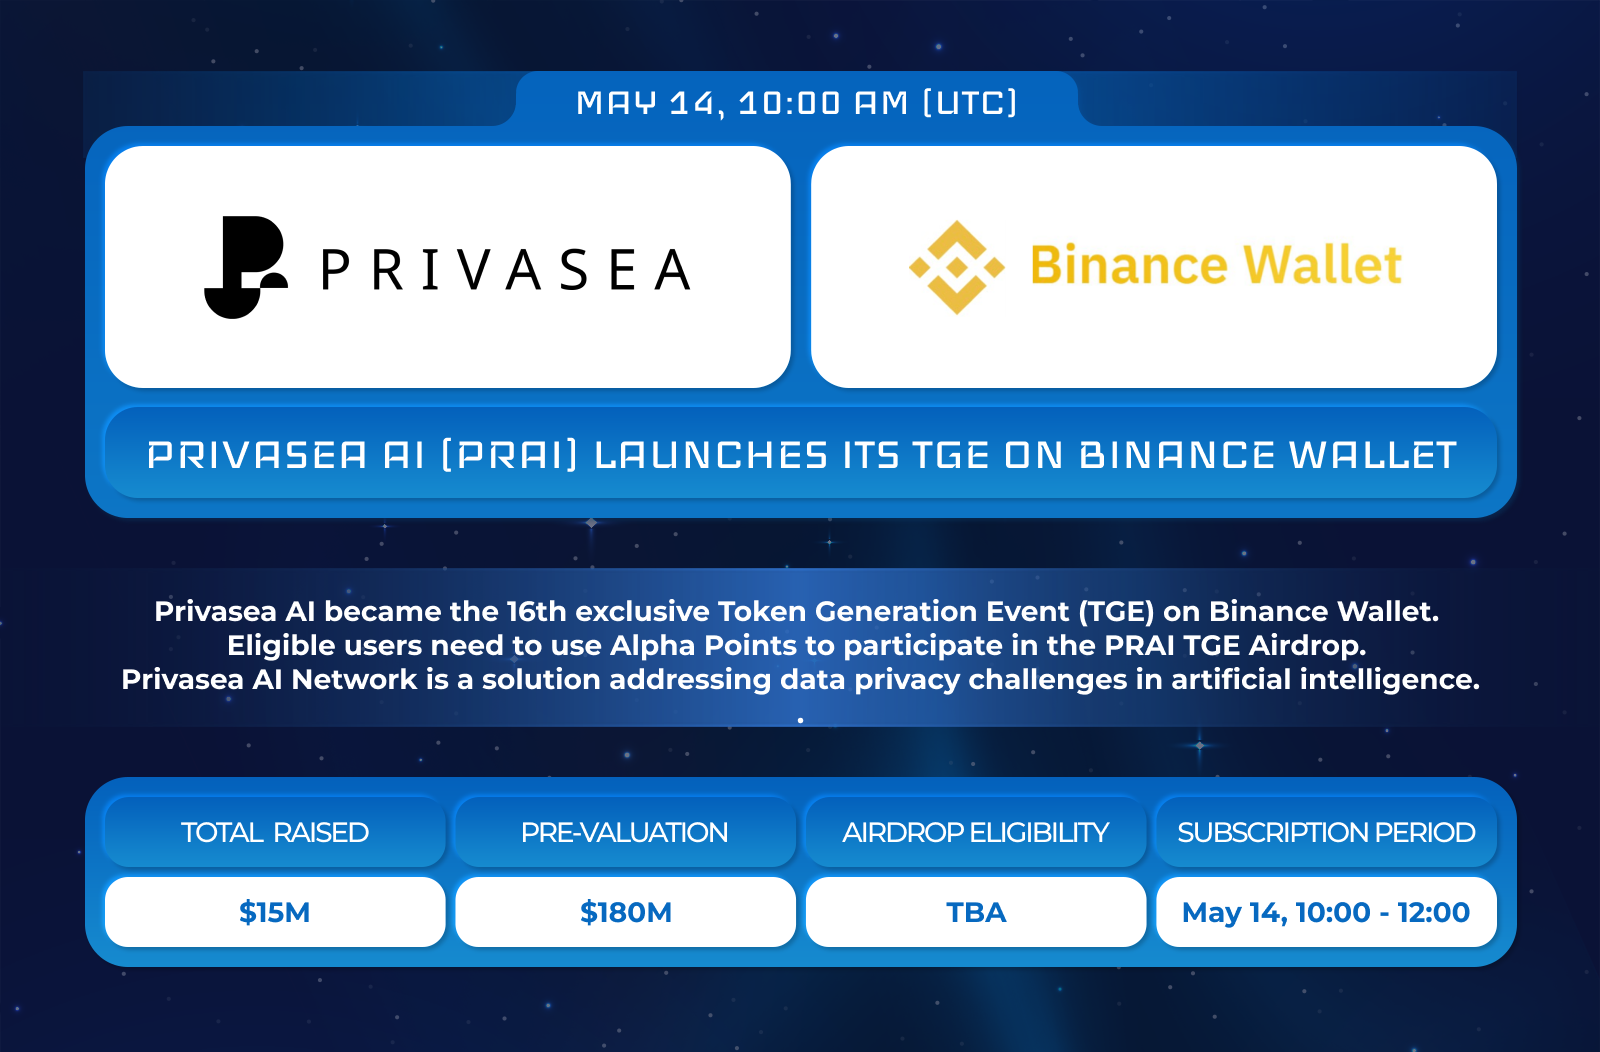 MAY 14, 10:00 AM (UTC)
PRIVASEA
Binance Wallet
PRIVASEA AI (PRAI) LAUNCHES ITS TGE ON BINANCE WALLET
Privasea AI became the 16th exclusive Token Generation Event (TGE) on Binance Wallet.
Eligible users need to use Alpha Points to participate in the PRAI TGE Airdrop.
Privasea AI Network is a solution addressing data privacy challenges in artificial intelligence.
TOTAL RAISED
PRE-VALUATION
AIRDROP ELIGIBILITY
SUBSCRIPTION PERIOD
$15M
$180M
TBA
May 14, 10:00 - 12:00